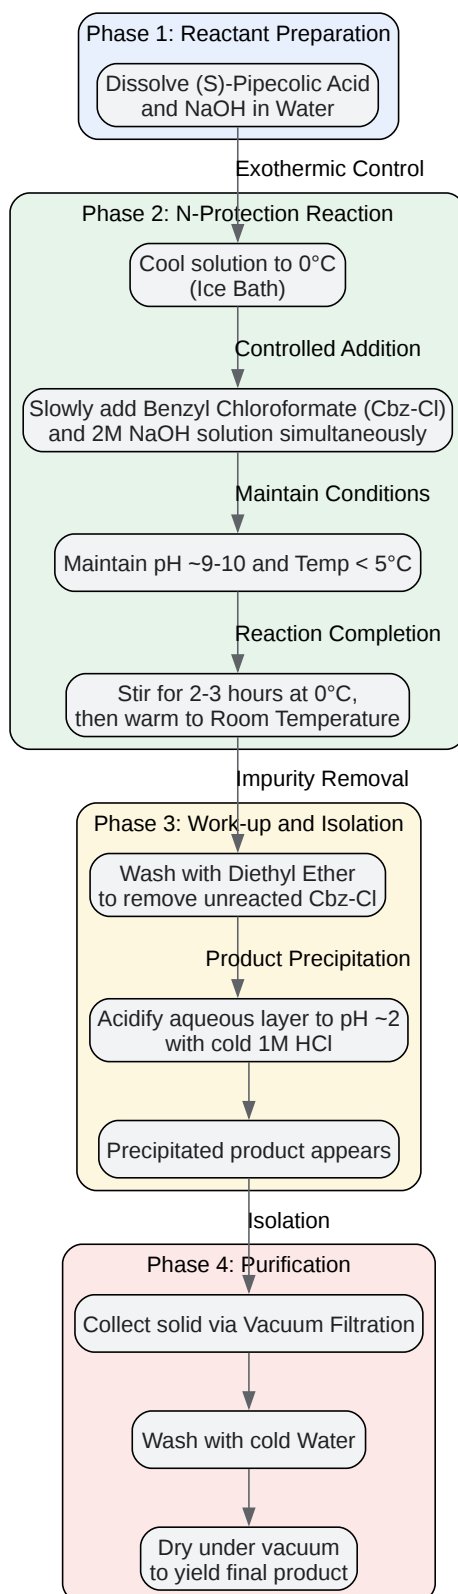 Phase 1: Reactant Preparation
Dissolve (S)-Pipecolic Acid
and NaOH in Water
Exothermic Control
Phase 2: N-Protection Reaction
Cool solution to 0°C
(Ice Bath)
Controlled Addition
Slowly add Benzyl Chloroformate (Cbz-Cl)
and 2M NaOH solution simultaneously
Maintain Conditions
Maintain pH ~9-10 and Temp < 5°C
Reaction Completion
Stir for 2-3 hours at 0°C,
then warm to Room Temperature
Impurity Removal
Phase 3: Work-up and Isolation
Wash with Diethyl Ether
to remove unreacted Cbz-Cl
Product Precipitation
Acidify aqueous layer to pH ~2
with cold 1M HCl
Precipitated product appears
Isolation
Phase 4: Purification
Collect solid via Vacuum Filtration
Wash with cold Water
Dry under vacuum
to yield final product